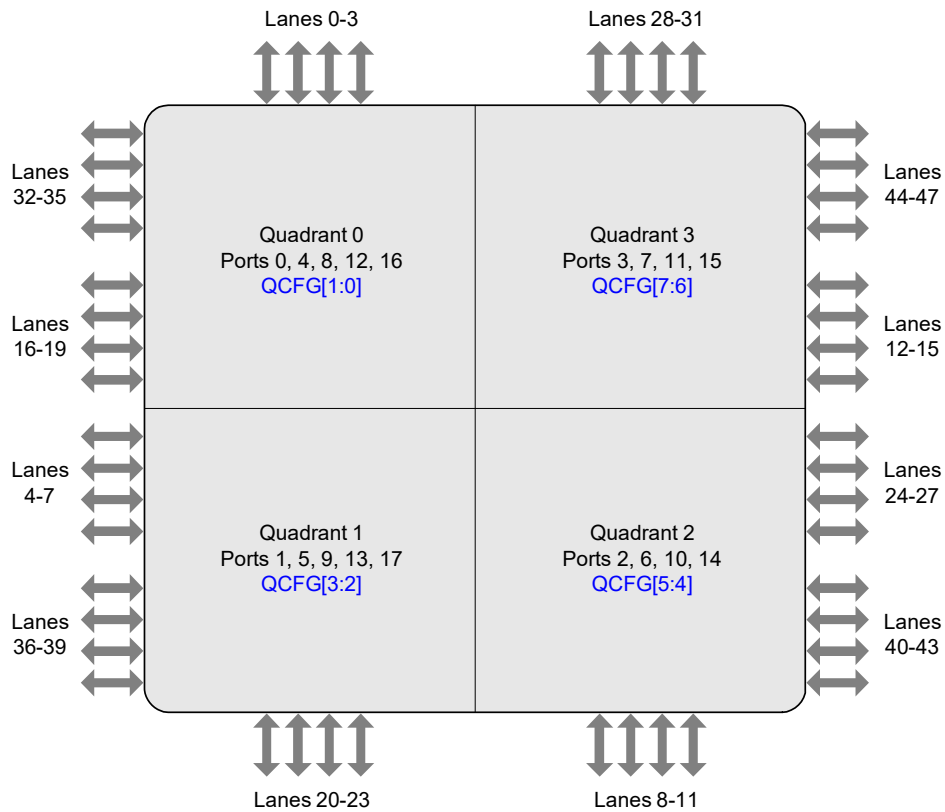 Lanes 0-3
Lanes 28-31
Lanes
32-35
Lanes
44-47
Quadrant 0
Ports 0, 4, 8, 12, 16
QCFG[1:0]
Quadrant 3
Ports 3, 7, 11, 15
QCFG[7:6]
Lanes
16-19
Lanes
12-15
Lanes
4-7
Lanes
24-27
Quadrant 1
Ports 1, 5, 9, 13, 17
QCFG[3:2]
Quadrant 2
Ports 2, 6, 10, 14
QCFG[5:4]
Lanes
36-39
Lanes
40-43
Lanes 20-23
Lanes 8-11